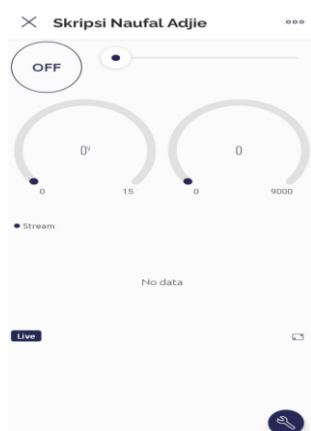 Skripsi Naufal Adjie
OFF
0v 0
0 15 0 9000
Stream
No data
Live